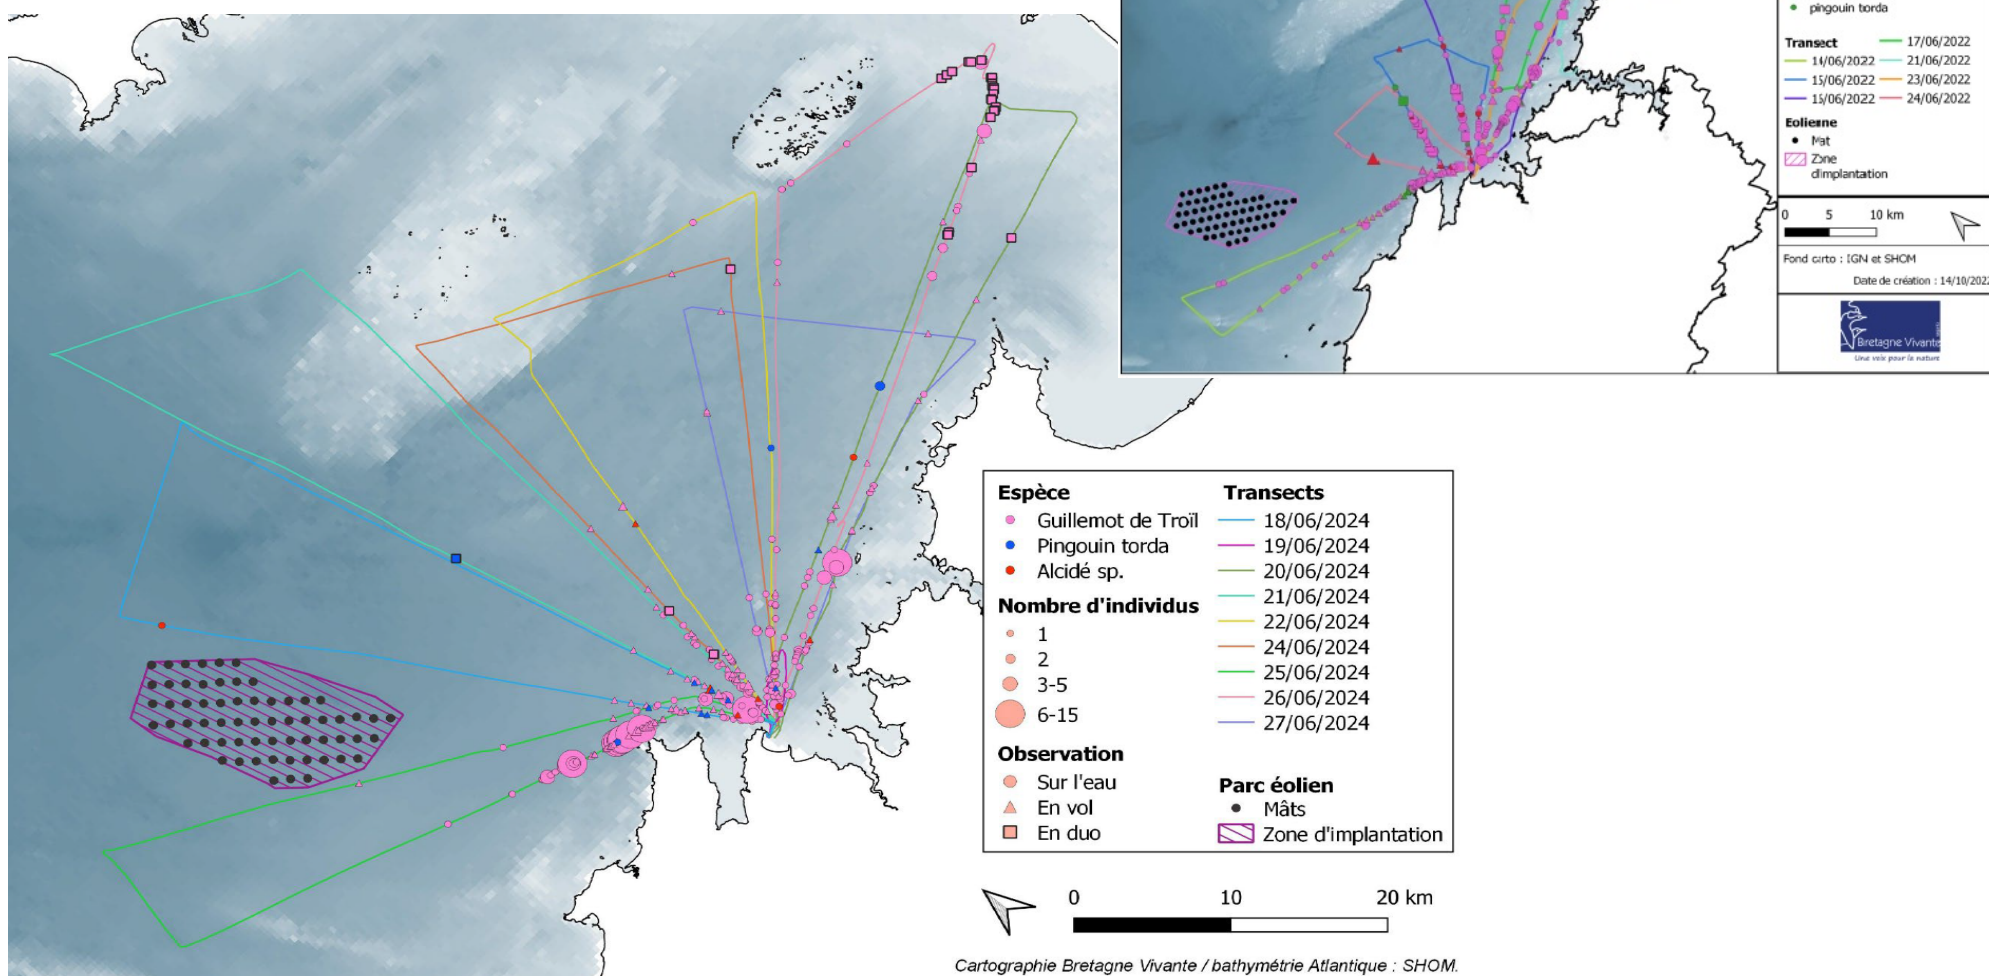 pingouin torda
Transect
14/06/2022
15/06/2022
15/06/2022
17/06/2022
21/06/2022
23/06/2022
24/06/2022
Eolienne
Mat
Zone
d'implantation
0 5 10 km
Fond carto : IGN et SHOM
Date de création : 14/10/2022
Bretagne Vivante
Une voie pour la nature
Espèce
Guillemot de Troïl
Pingouin torda
Alcidé sp.
Nombre d'individus
1
2
3-5
6-15
Observation
Sur l'eau
En vol
En duo
Transects
18/06/2024
19/06/2024
20/06/2024
21/06/2024
22/06/2024
24/06/2024
25/06/2024
26/06/2024
27/06/2024
Parc éolien
Mâts
Zone d'implantation
0 10 20 km
Cartographie Bretagne Vivante / bathymétrie Atlantique : SHOM.